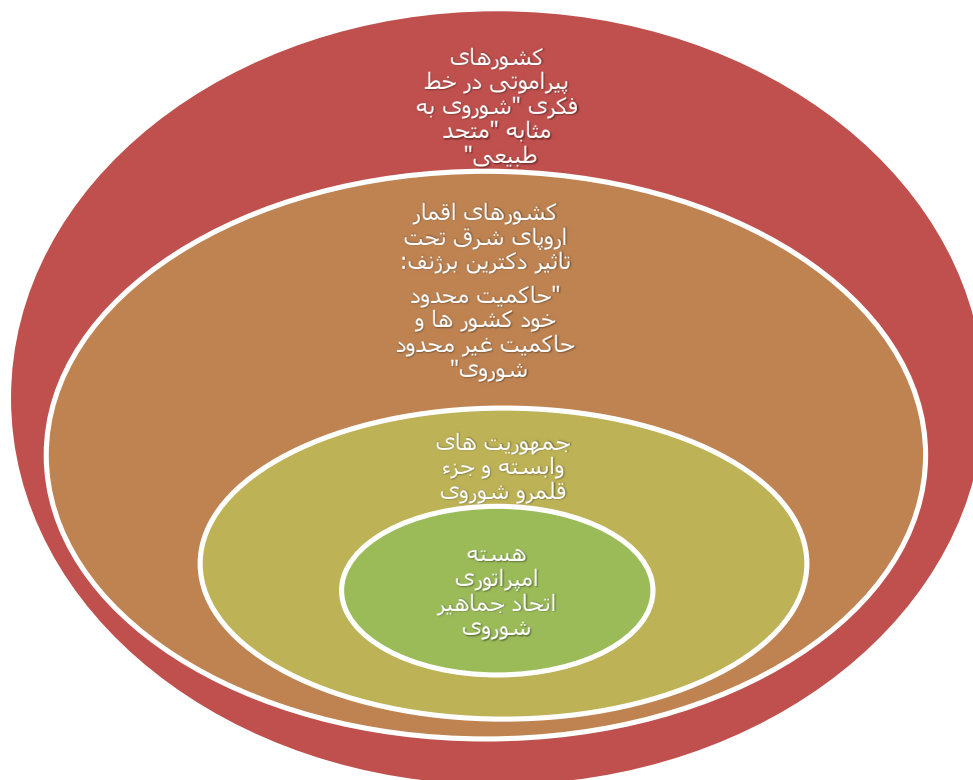 کشورهای
پیرامونی در خط
فکری "شوروی به
مثابه "متحد
طبیعی"
کشورهای اقمار
اروپای شرق تحت
تاثیر دکترین برژنف:
"حاکمیت محدود
خود کشور ها و
حاکمیت غیر محدود
شوروی"
جمهوریت های
وابسته و جزء
قلمرو شوروی
هسته
امپراتوری
اتحاد جماهیر
شوروی